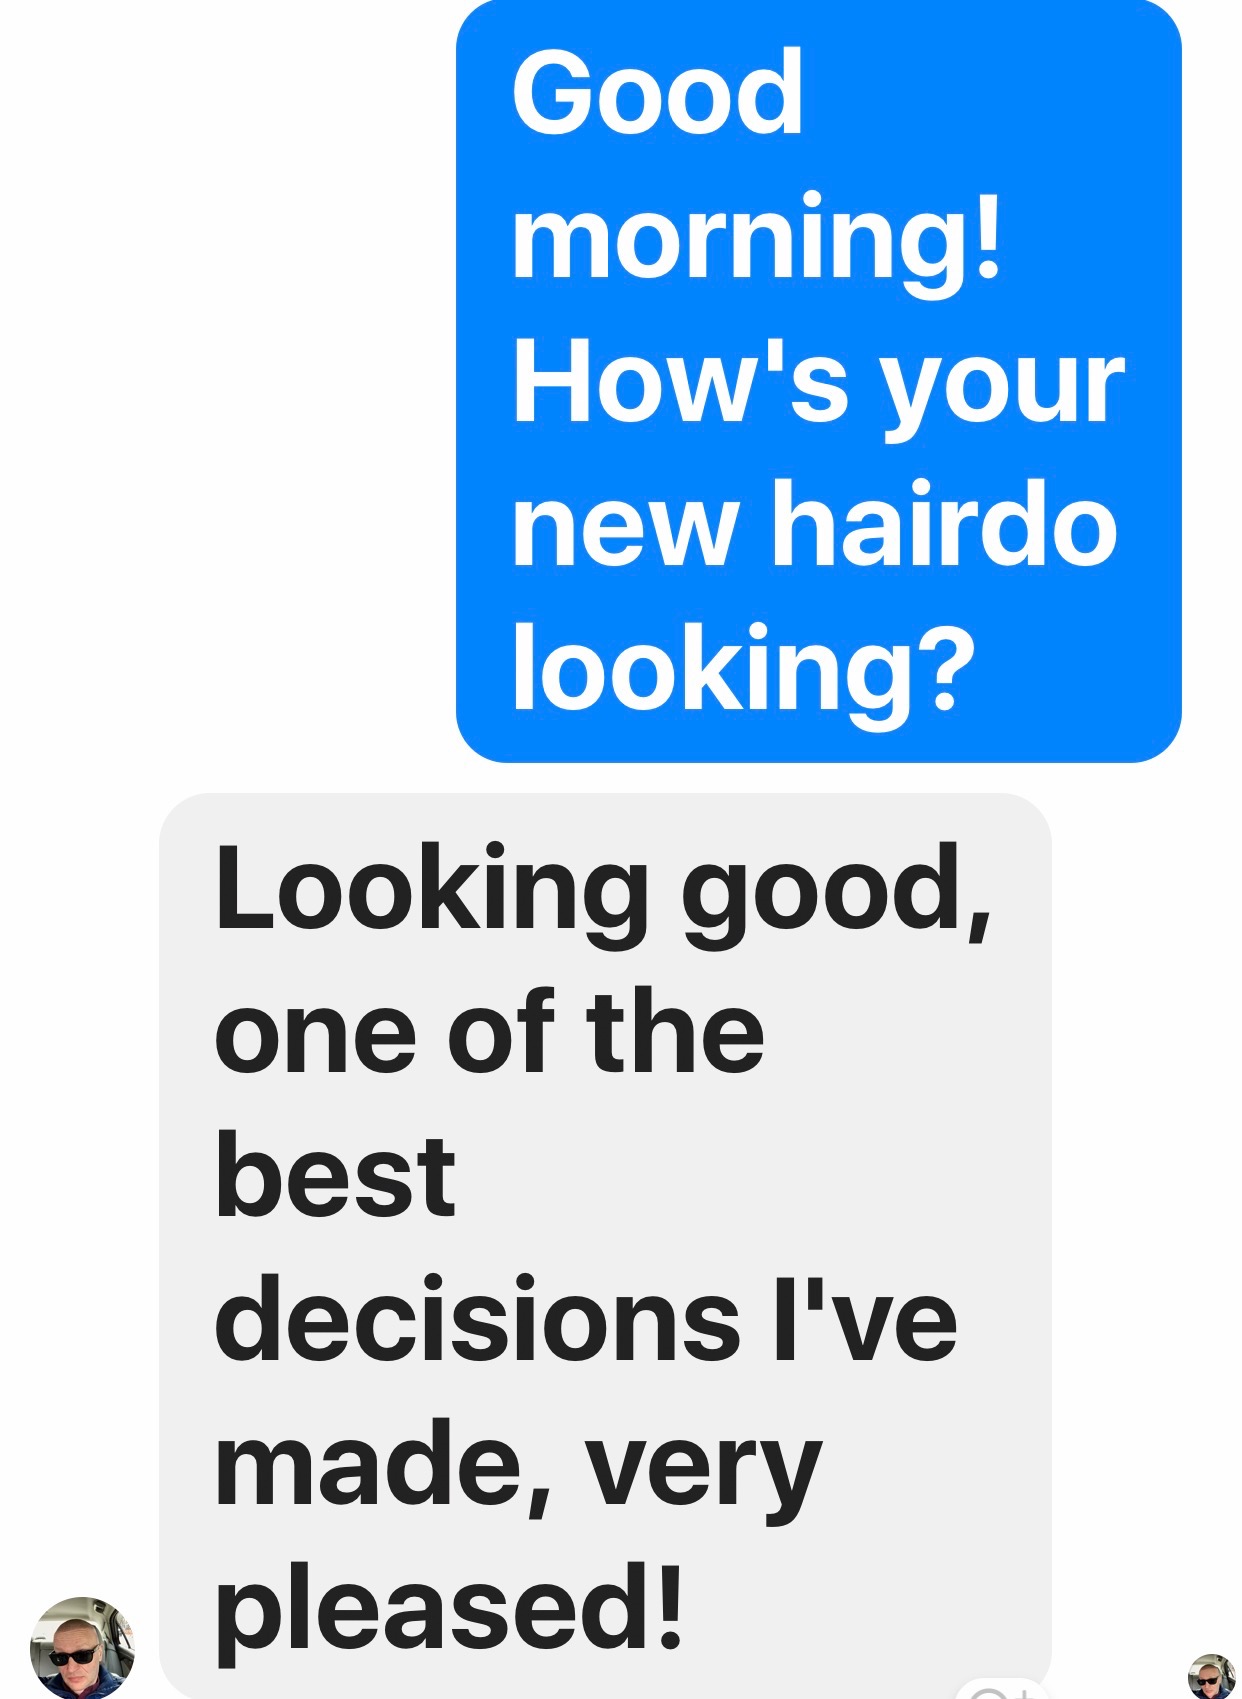 Good
morning!
How's your
new hairdo
looking?
Looking good,
one of the
best
decisions I've
made, very
pleased!